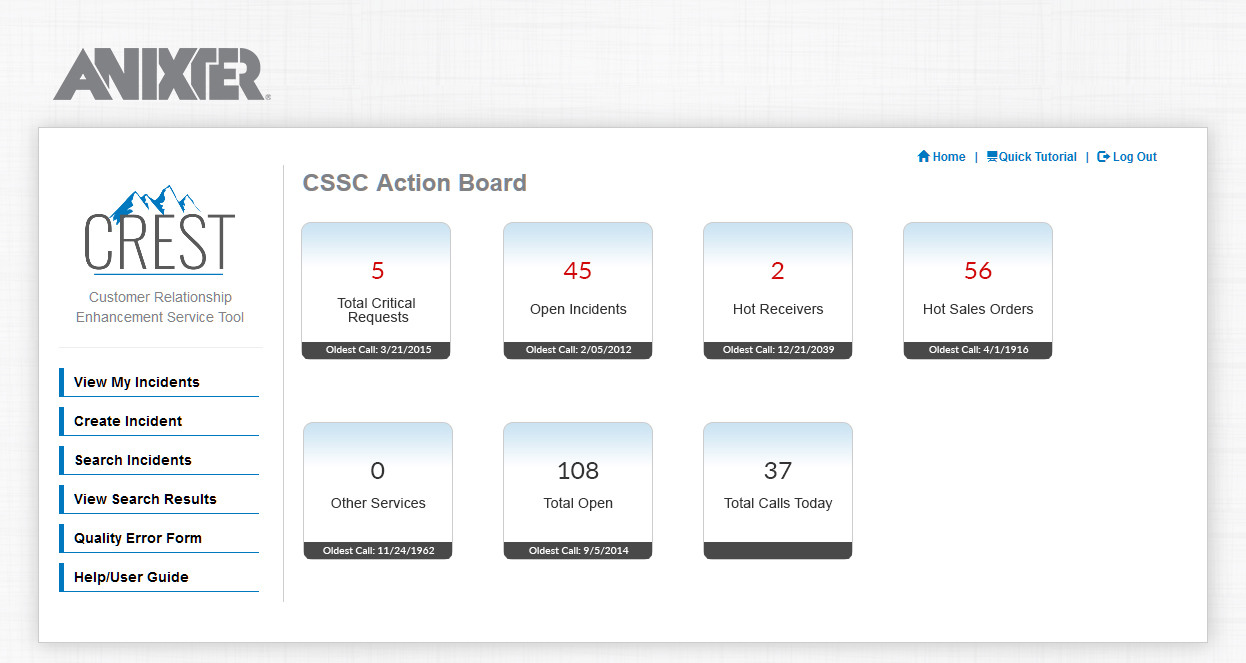 ANIXTER®
Home | Quick Tutorial | Log Out
CREST
Customer Relationship
Enhancement Service Tool
View My Incidents
Create Incident
Search Incidents
View Search Results
Quality Error Form
Help/User Guide
CSSC Action Board
5
Total Critical
Requests
Oldest Call: 3/21/2015
45
Open Incidents
Oldest Call: 2/05/2012
2
Hot Receivers
Oldest Call: 12/21/2039
56
Hot Sales Orders
Oldest Call: 4/1/1916
0
Other Services
Oldest Call: 11/24/1962
108
Total Open
Oldest Call: 9/5/2014
37
Total Calls Today